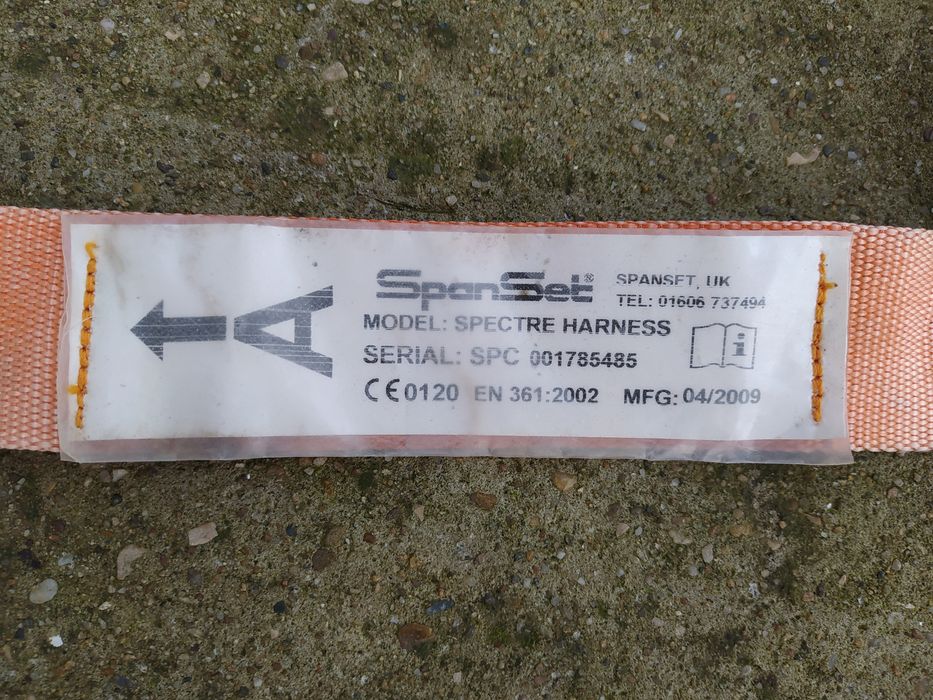 A
SpanSet®
SPANSET, UK
TEL: 01606 737494
MODEL: SPECTRE HARNESS
i
SERIAL: SPC 001785485
CE0120 EN 361:2002 MFG: 04/2009